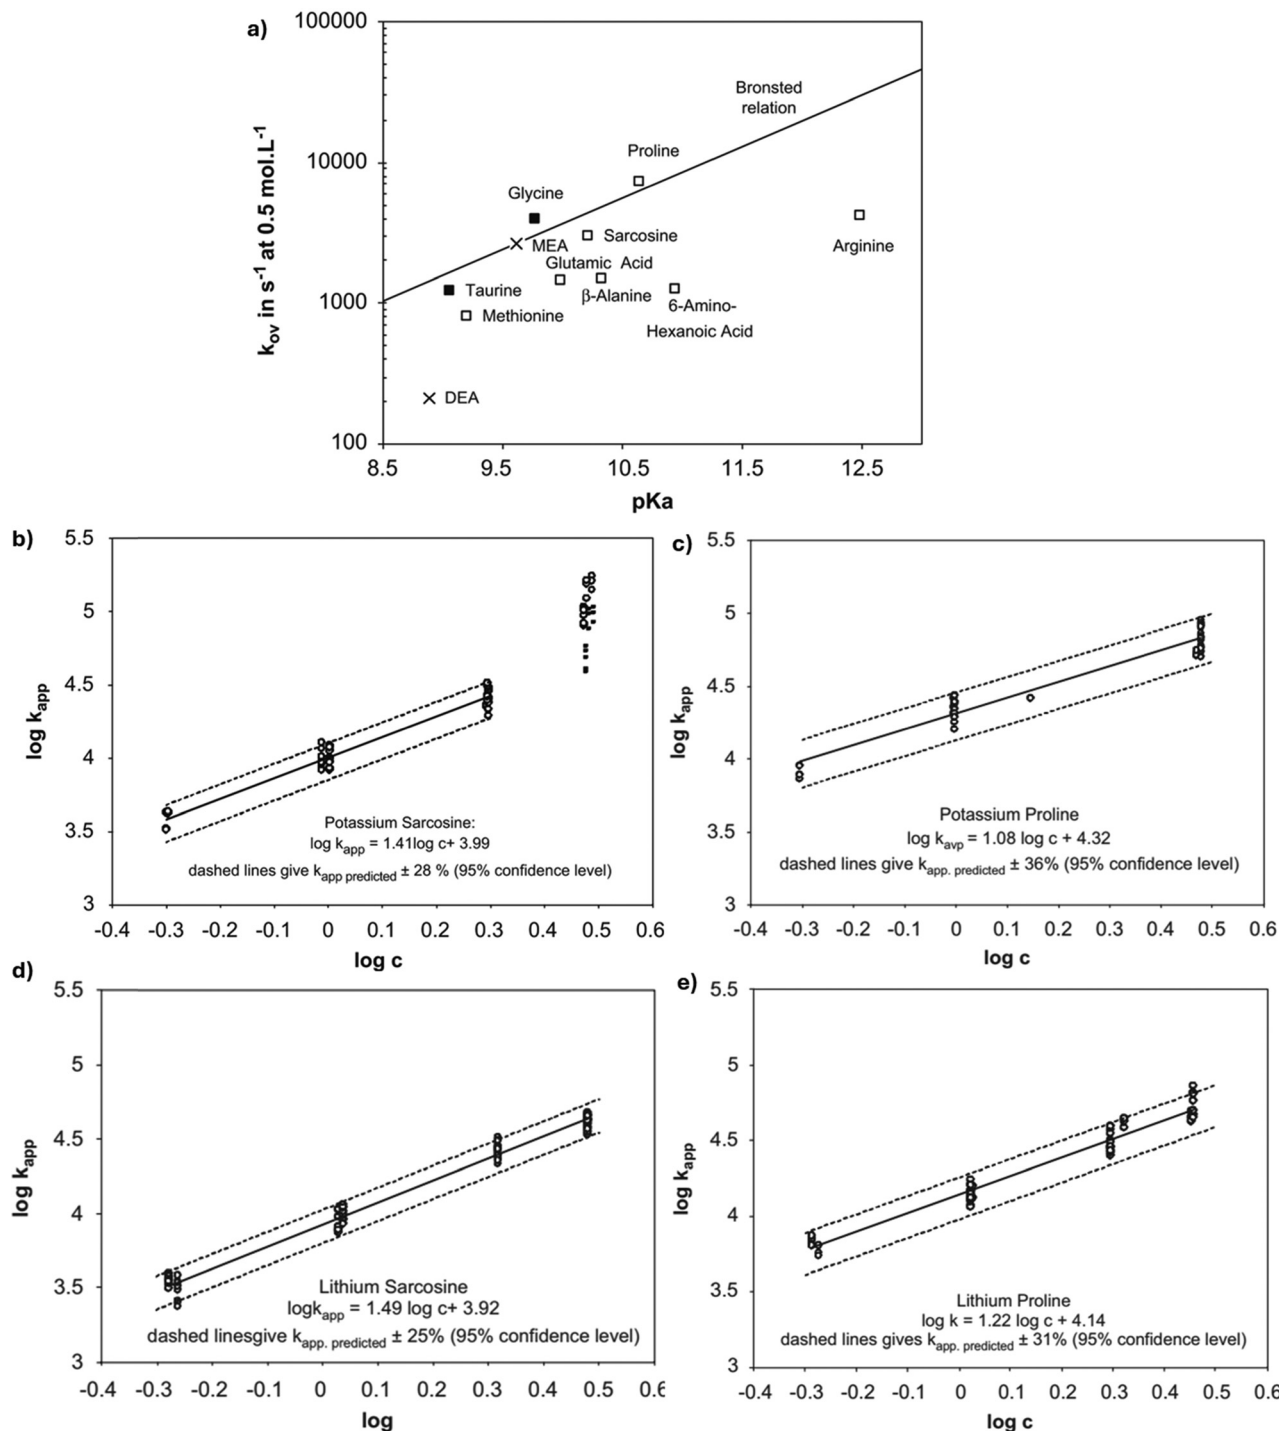 a)
100000
10000
1000
100
k_ov in s⁻¹ at 0.5 mol.L⁻¹
Bronsted
relation
Proline
Glycine
MEA
Sarcosine
Glutamic Acid
Arginine
Taurine
β-Alanine
Methionine
6-Amino-
Hexanoic Acid
DEA
8.5 9.5 10.5 11.5 12.5
pKa
b)
5.5
5
4.5
4
3.5
3
log k_app
Potassium Sarcosine:
log k_app = 1.41log c+ 3.99
dashed lines give k_app predicted ± 28 % (95% confidence level)
-0.4 -0.3 -0.2 -0.1 0 0.1 0.2 0.3 0.4 0.5 0.6
log c
c)
5.5
5
4.5
4
3.5
3
log k_app
Potassium Proline
log k_avp = 1.08 log c + 4.32
dashed lines give k_app. predicted ± 36% (95% confidence level)
-0.4 -0.3 -0.2 -0.1 0 0.1 0.2 0.3 0.4 0.5 0.6
log c
d)
5.5
5
4.5
4
3.5
3
log k_app
Lithium Sarcosine
logk_app = 1.49 log c+ 3.92
dashed linesgive k_app. predicted ± 25% (95% confidence level)
-0.4 -0.3 -0.2 -0.1 0 0.1 0.2 0.3 0.4 0.5 0.6
log
e)
5.5
5
4.5
4
3.5
3
log k_app
Lithium Proline
log k = 1.22 log c + 4.14
dashed lines gives k_app. predicted ± 31% (95% confidence level)
-0.4 -0.3 -0.2 -0.1 0 0.1 0.2 0.3 0.4 0.5 0.6
log c